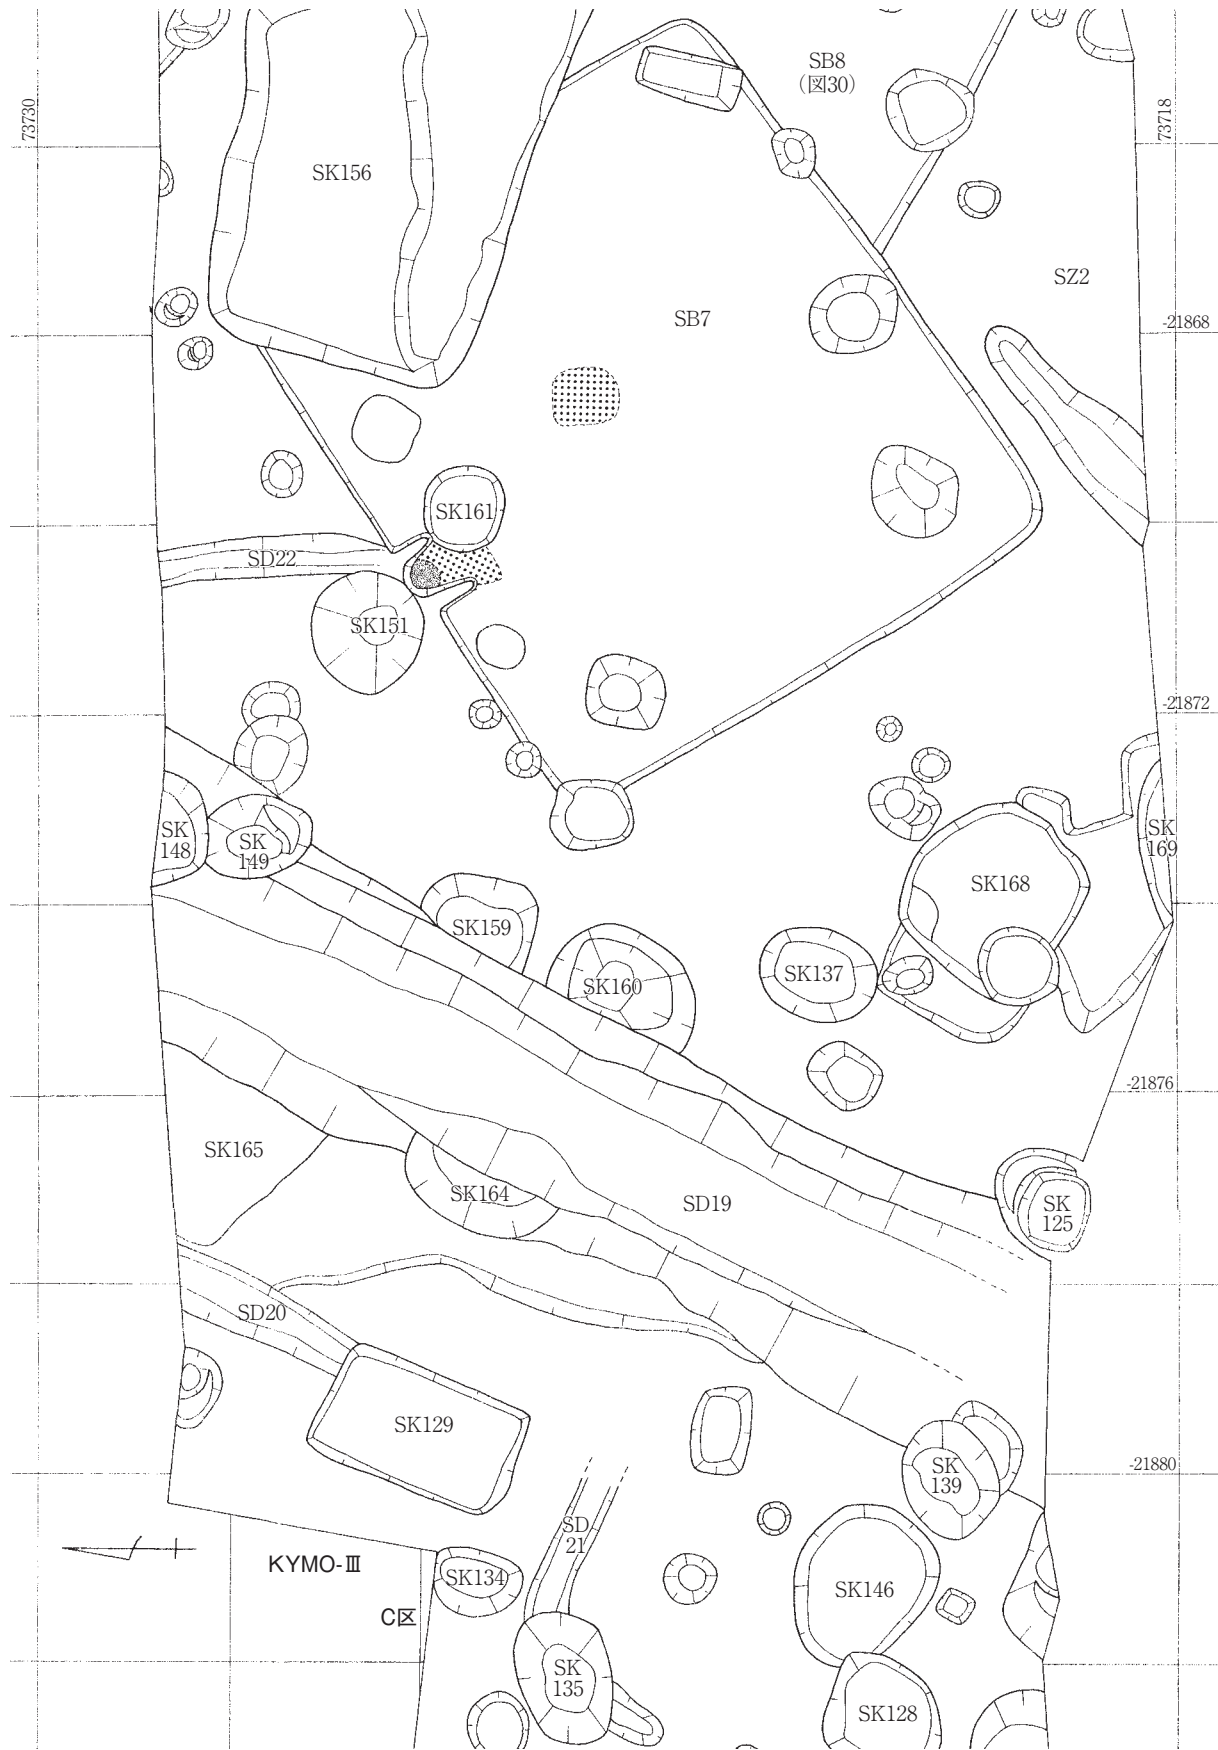 SB8
(図30)
73730
73718
SK156
SZ2
SB7
-21868
SK161
SD22
SK151
-21872
SK
148
SK
149
SK
169
SK168
SK159
SK137
SK160
-21876
SK165
SK164
SD19
SK
125
SD20
SK129
SK
139
-21880
SD
21
KYMO-Ⅲ
SK134
SK146
C区
SK
135
SK128